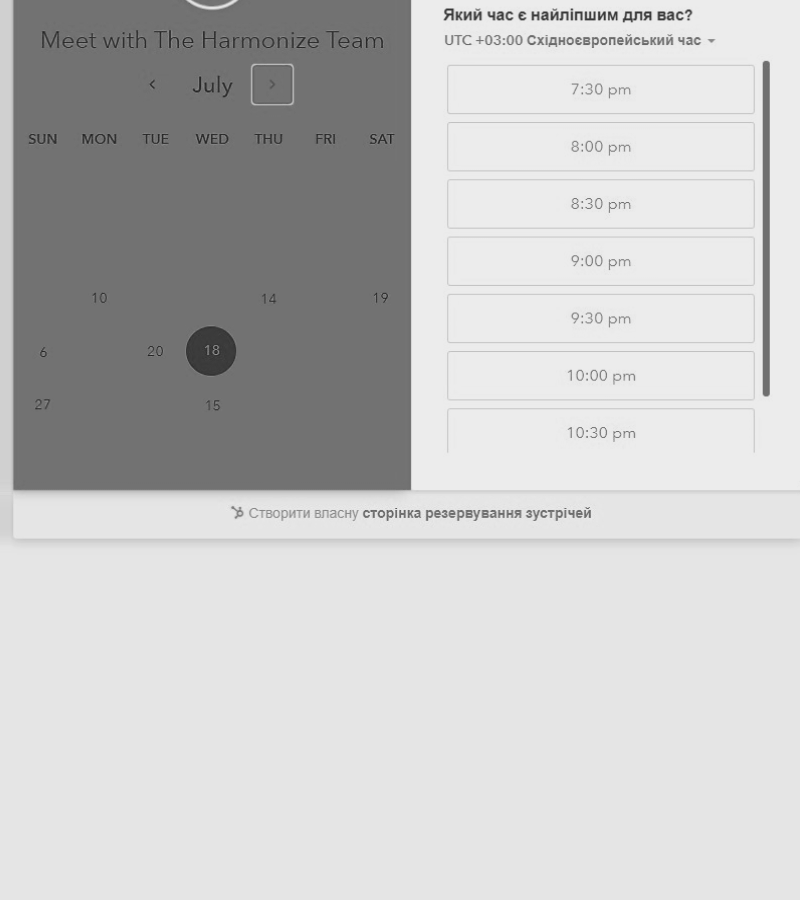 Meet with The Harmonize Team
July
SUN MON TUE WED THU FRI SAT
10 14 19
6 20 18
27 15
Який час є найліпшим для вас?
UTC +03:00 Східноєвропейський час
7:30 pm
8:00 pm
8:30 pm
9:00 pm
9:30 pm
10:00 pm
10:30 pm
Створити власну сторінка резервування зустрічей